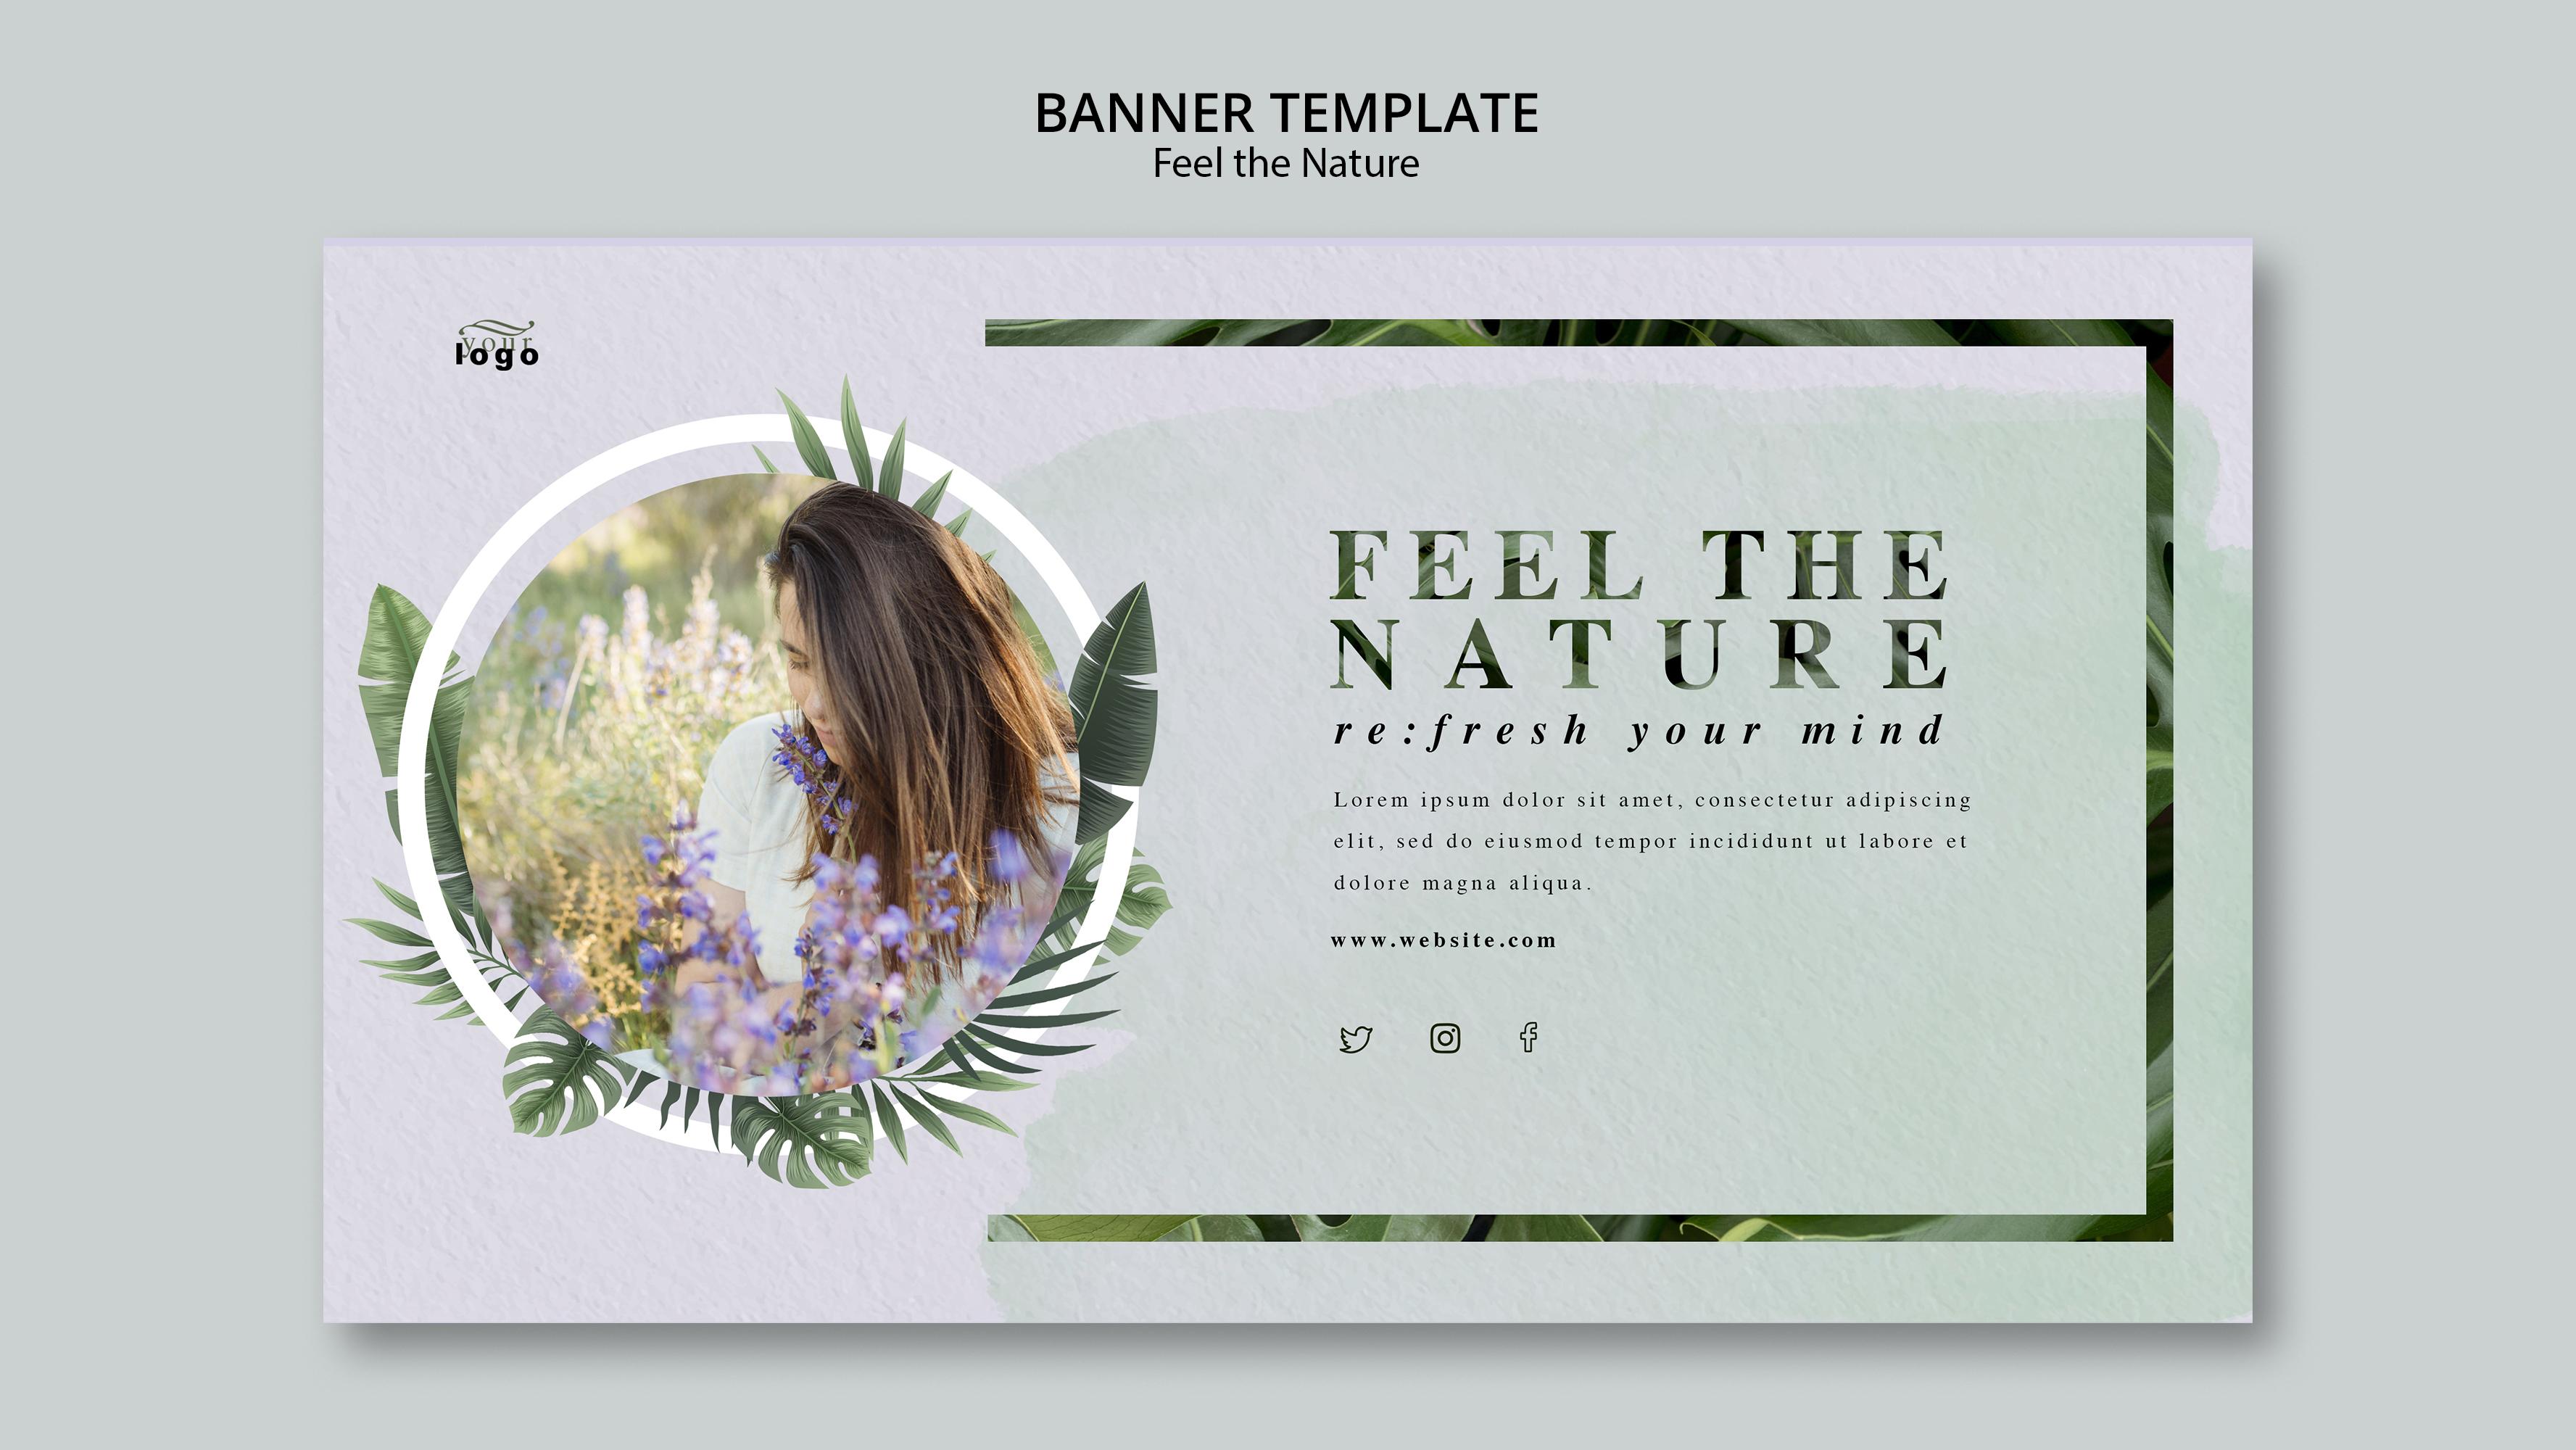 BANNER TEMPLATE
Feel the Nature
your
logo
FEEL THE
NATURE
re:fresh your mind
Lorem ipsum dolor sit amet, consectetur adipiscing
elit, sed do eiusmod tempor incididunt ut labore et
dolore magna aliqua.
www.website.com